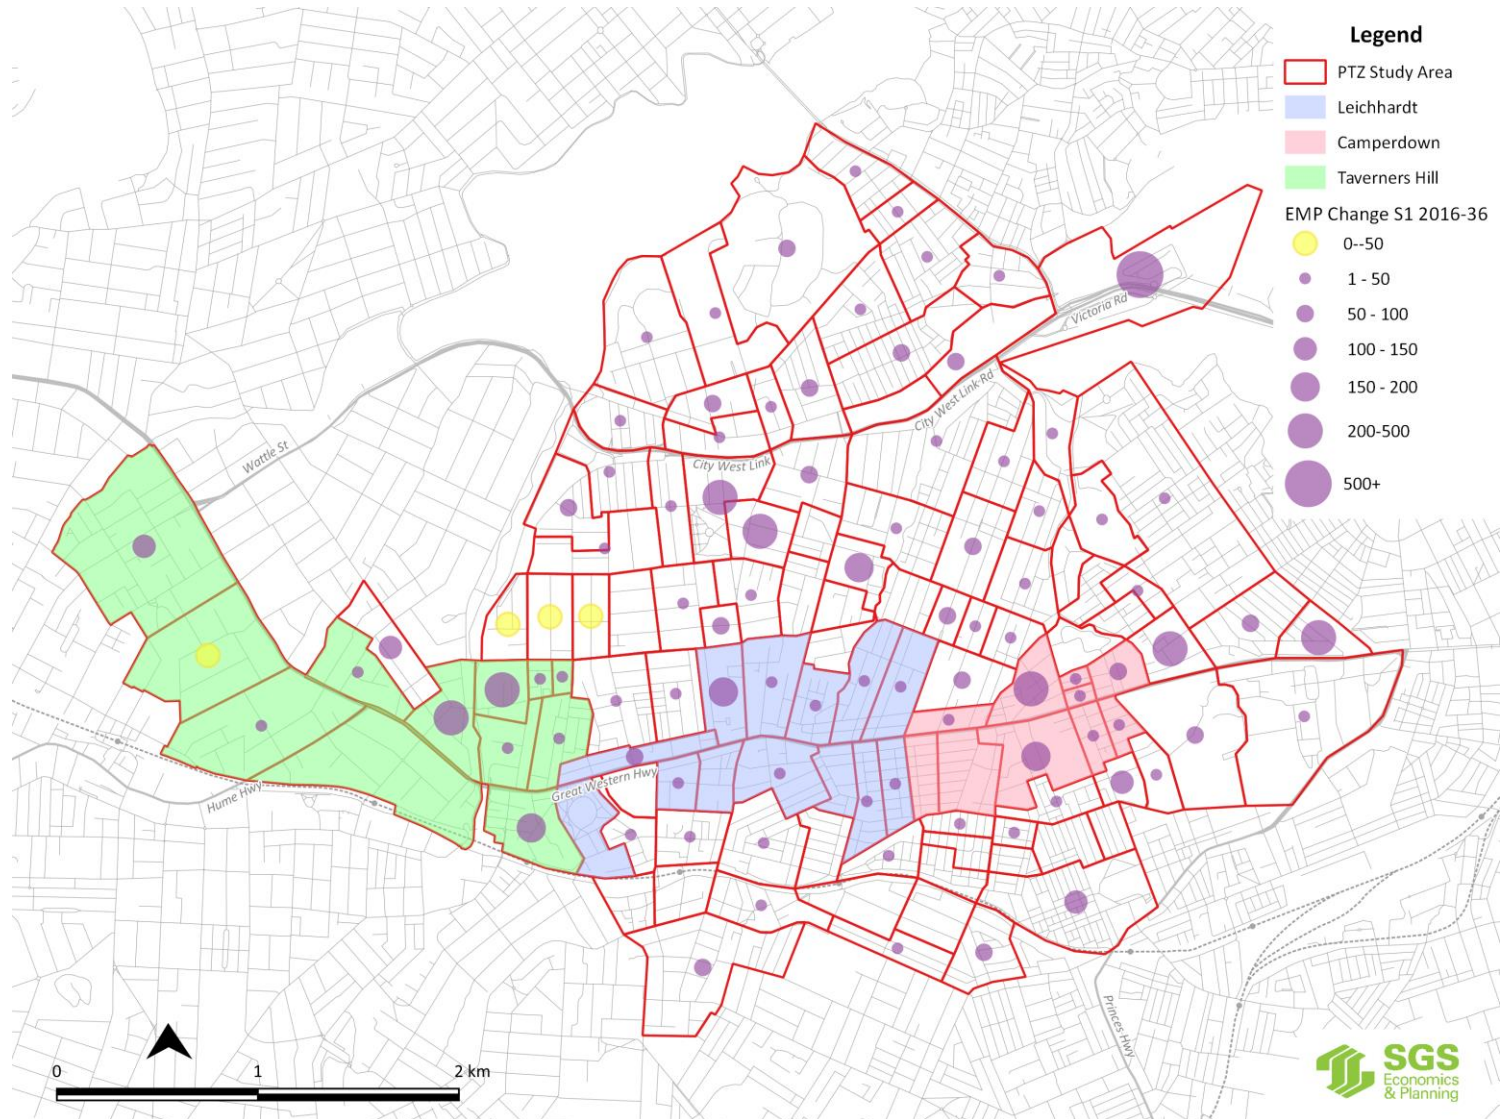 Legend
PTZ Study Area
Leichhardt
Camperdown
Taverners Hill
EMP Change S1 2016-36
0--50
1 - 50
50 - 100
100 - 150
150 - 200
200-500
500+
Victoria Rd
City West Link Rd
City West Link
Wattle St
Great Western Hwy
Hume Hwy
Princes Hwy
0 1 2 km
SGS
Economics
& Planning